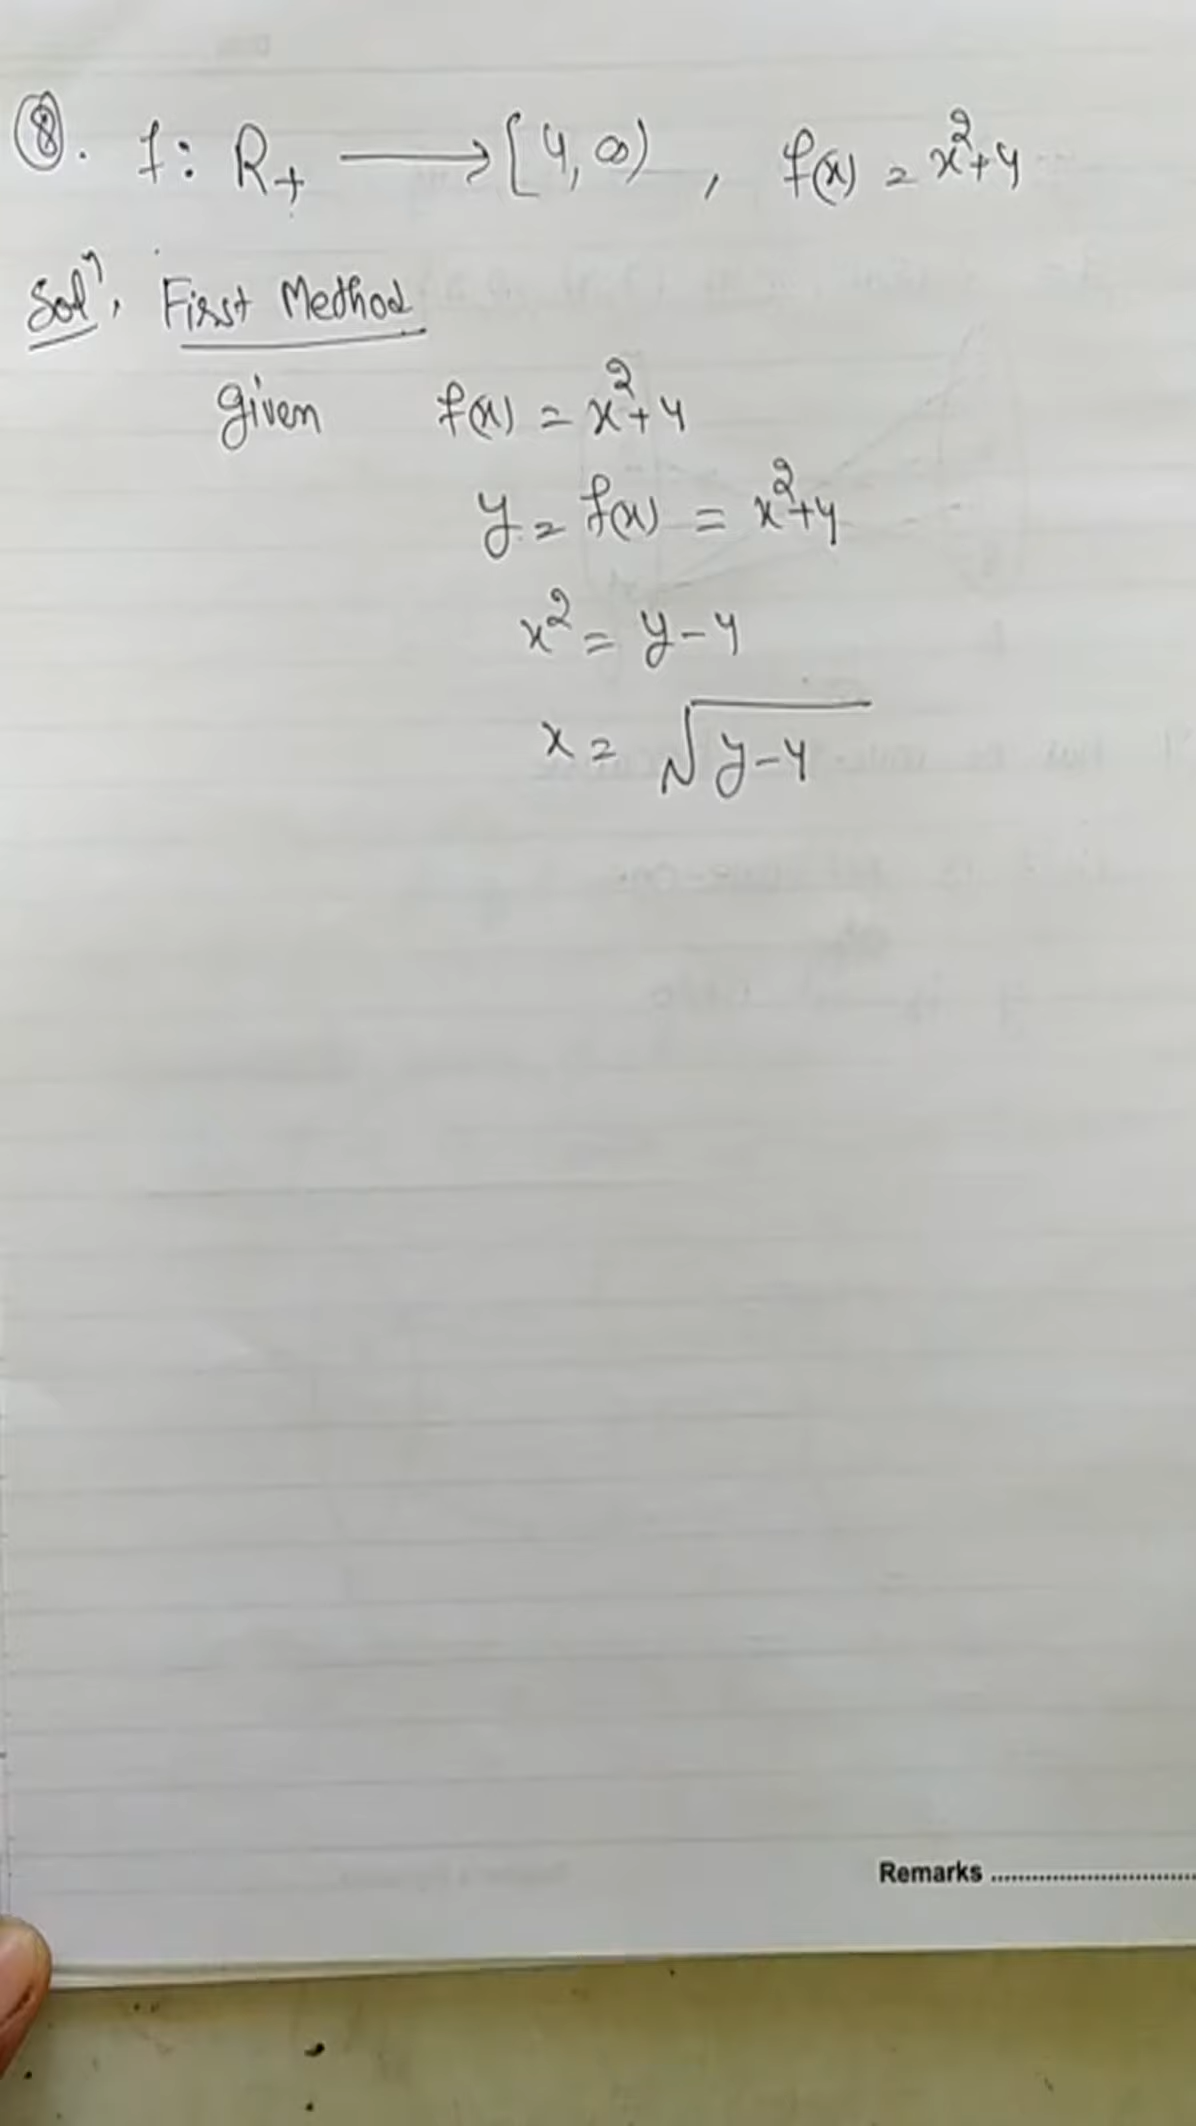 ⑧. f: R₊ ⟶ [4, ∞) , f(x) = x²+4
Solⁿ, First Method
given f(x) = x²+4
y = f(x) = x²+4
x² = y-4
x = √(y-4)
Remarks ..............................